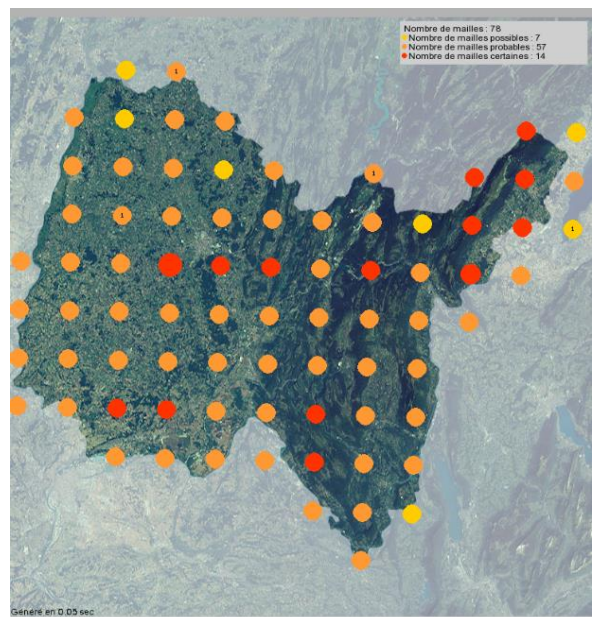 Nombre de mailles : 78
Nombre de mailles possibles : 7
Nombre de mailles probables : 57
Nombre de mailles certaines : 14
1
1
1
1
Généré en 0.05 sec